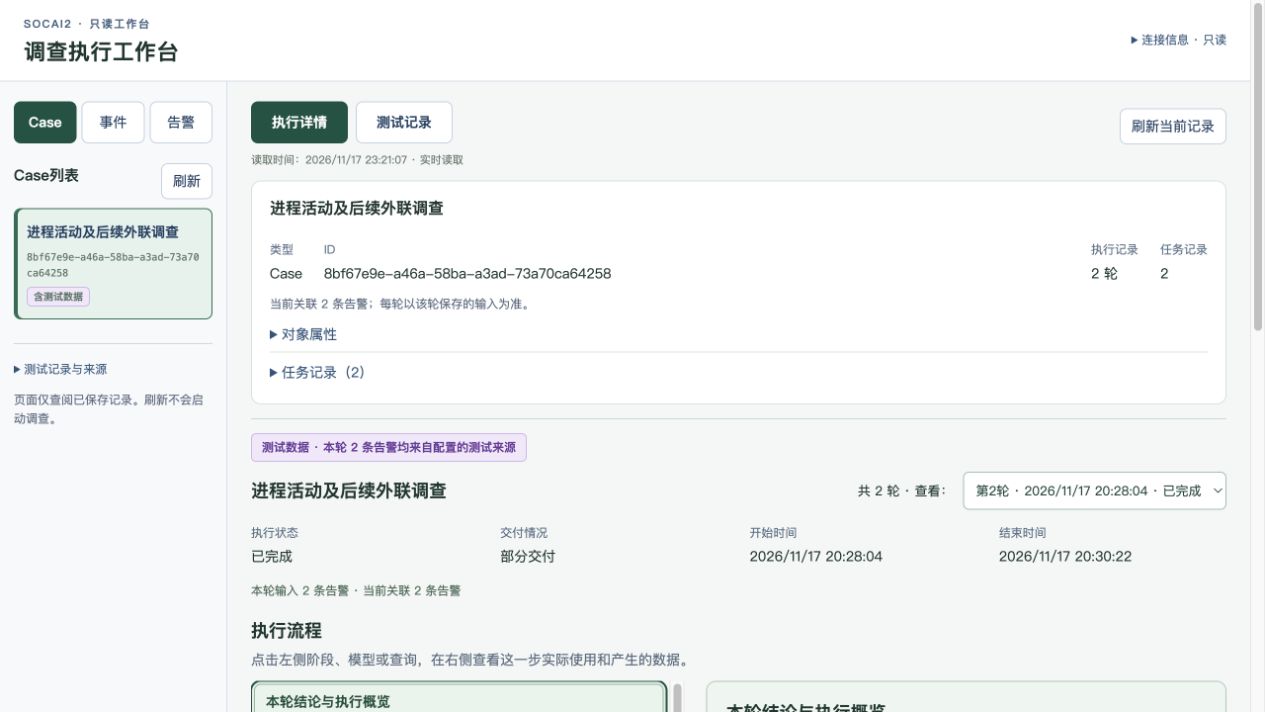 SOCAI2 · 只读工作台
调查执行工作台
▶ 连接信息 · 只读
Case
事件
告警
Case列表
刷新
进程活动及后续外联调查
8bf67e9e-a46a-58ba-a3ad-73a70
ca64258
含测试数据
▶ 测试记录与来源
页面仅查阅已保存记录。刷新不会启
动调查。
执行详情
测试记录
刷新当前记录
读取时间：2026/11/17 23:21:07 · 实时读取
进程活动及后续外联调查
类型 ID 执行记录 任务记录
Case 8bf67e9e-a46a-58ba-a3ad-73a70ca64258 2 轮 2
当前关联 2 条告警；每轮以该轮保存的输入为准。
▶ 对象属性
▶ 任务记录（2）
测试数据 · 本轮 2 条告警均来自配置的测试来源
进程活动及后续外联调查
共 2 轮 · 查看：
第2轮 · 2026/11/17 20:28:04 · 已完成
执行状态 交付情况 开始时间 结束时间
已完成 部分交付 2026/11/17 20:28:04 2026/11/17 20:30:22
本轮输入 2 条告警 · 当前关联 2 条告警
执行流程
点击左侧阶段、模型或查询，在右侧查看这一步实际使用和产生的数据。
本轮结论与执行概览
本轮结论与执行概览